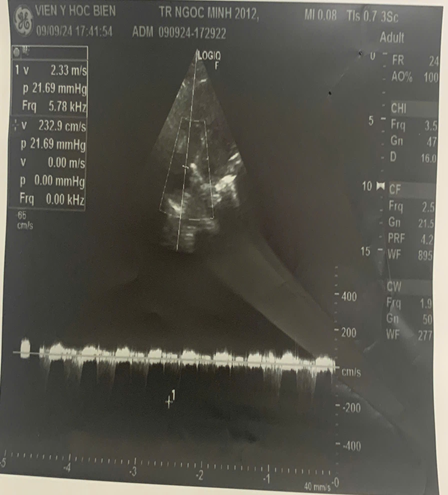 VIEN Y HOC BIEN TR NGOC MINH 2012, MI 0.08 TIs 0.7 3Sc
09/09/24 17:41:54 ADM 090924-172922 Adult
1 v 2.33 m/s
p 21.69 mmHg
Frq 5.78 kHz
v 232.9 cm/s
p 21.69 mmHg
v 0.00 m/s
p 0.00 mmHg
Frq 0.00 kHz
66
cm/s
LOGIQ
F
0
5
10
15
FR 24
AO% 100
CHI
Frq 3.5
Gn 47
D 16.0
CF
Frq 2.5
Gn 21.5
PRF 4.2
WF 895
CW
Frq 1.9
Gn 50
WF 277
400
200
cm/s
-200
-400
1
-5 -4 -3 -2 -1 -0
40 mm/s